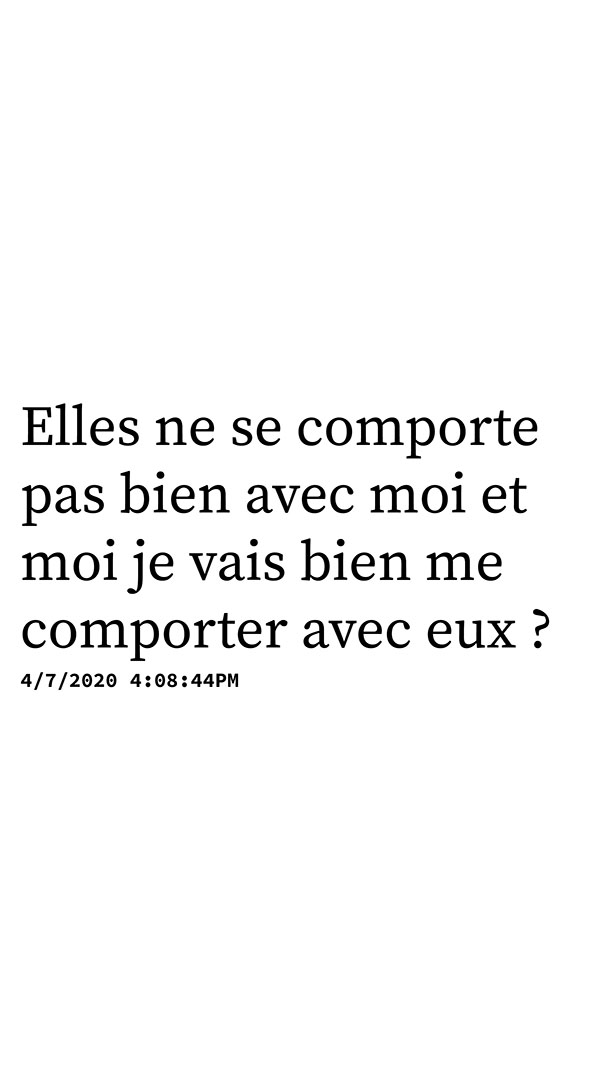 Elles ne se comporte
pas bien avec moi et
moi je vais bien me
comporter avec eux ?
4/7/2020 4:08:44PM